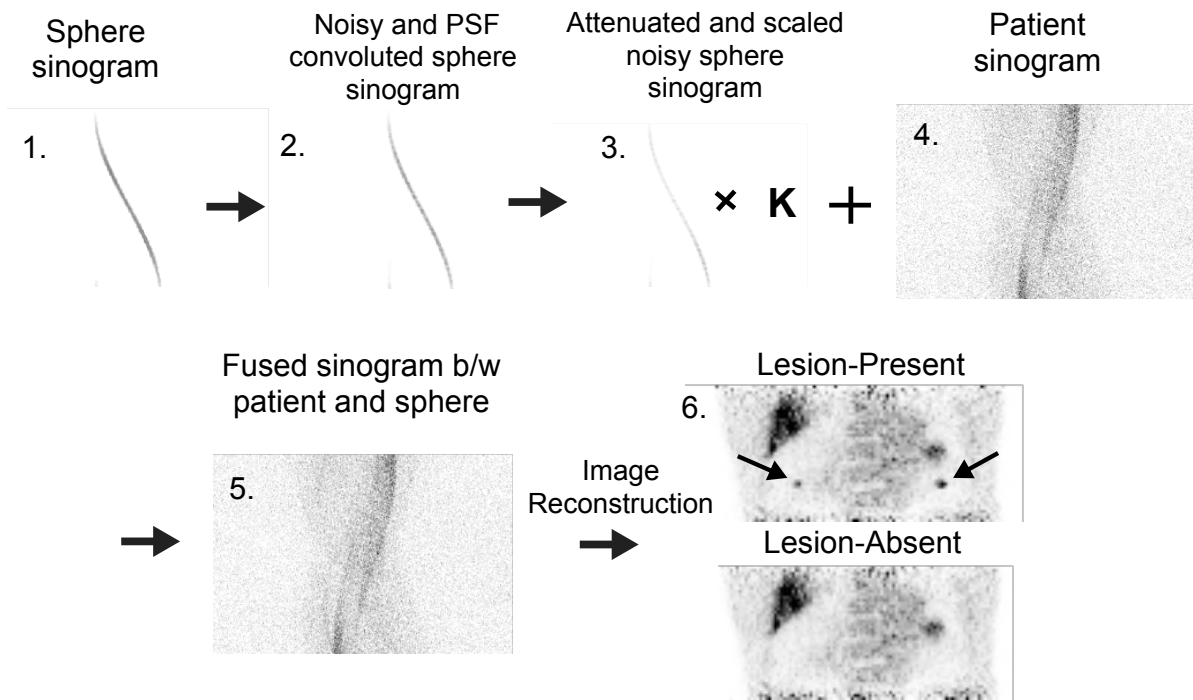 Sphere
sinogram
Noisy and PSF
convoluted sphere
sinogram
Attenuated and scaled
noisy sphere
sinogram
Patient
sinogram
1.
2.
3.
× K +
4.
Fused sinogram b/w
patient and sphere
5.
Image
Reconstruction
Lesion-Present
6.
Lesion-Absent